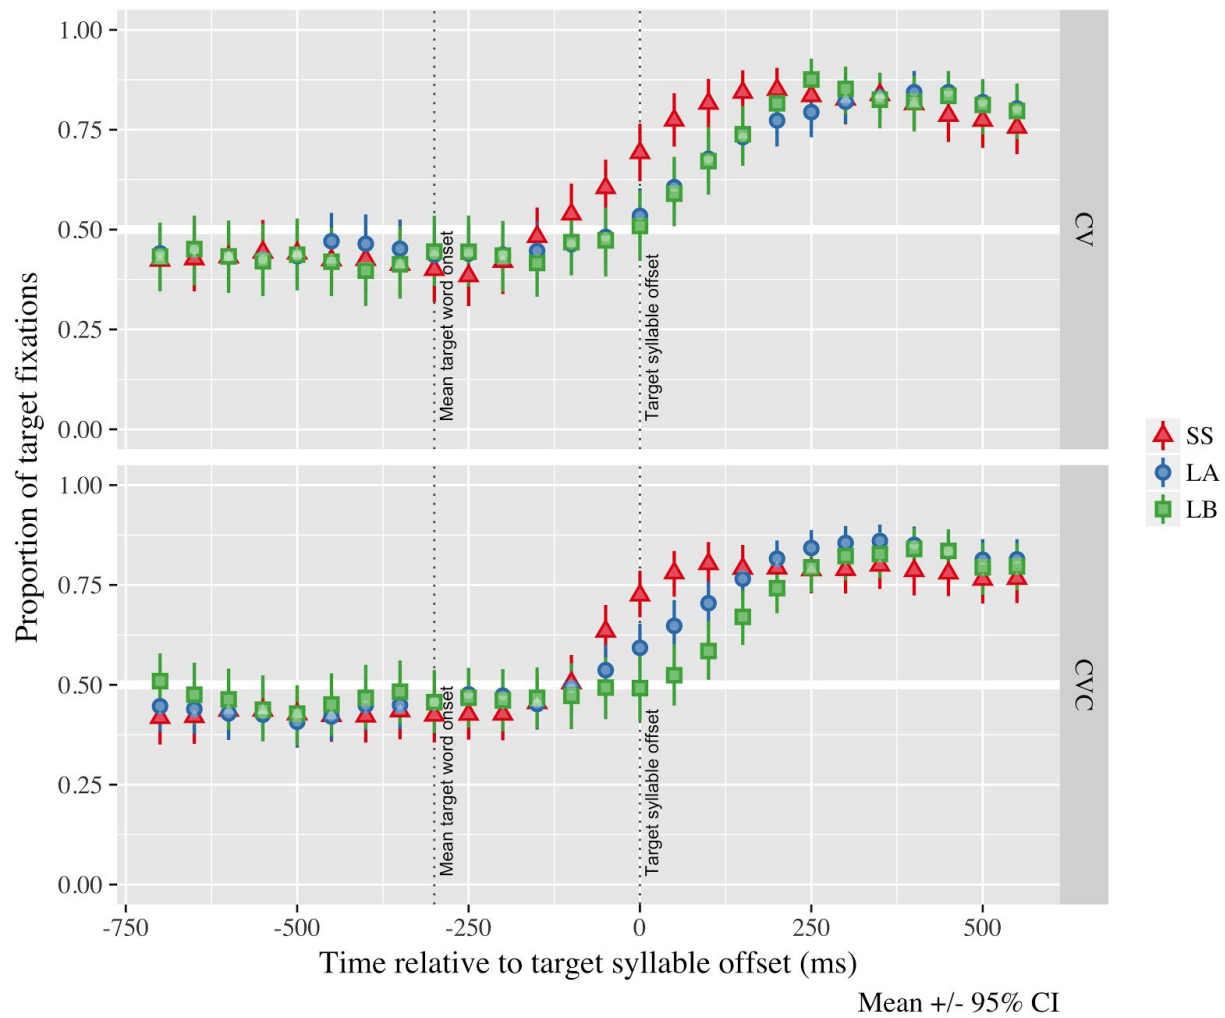 1.00
0.75
0.50
0.25
0.00
CV
Mean target word onset
Target syllable offset
1.00
0.75
0.50
0.25
0.00
CVC
Mean target word onset
Target syllable offset
Proportion of target fixations
-750
-500
-250
0
250
500
Time relative to target syllable offset (ms)
Mean +/- 95% CI
SS
LA
LB